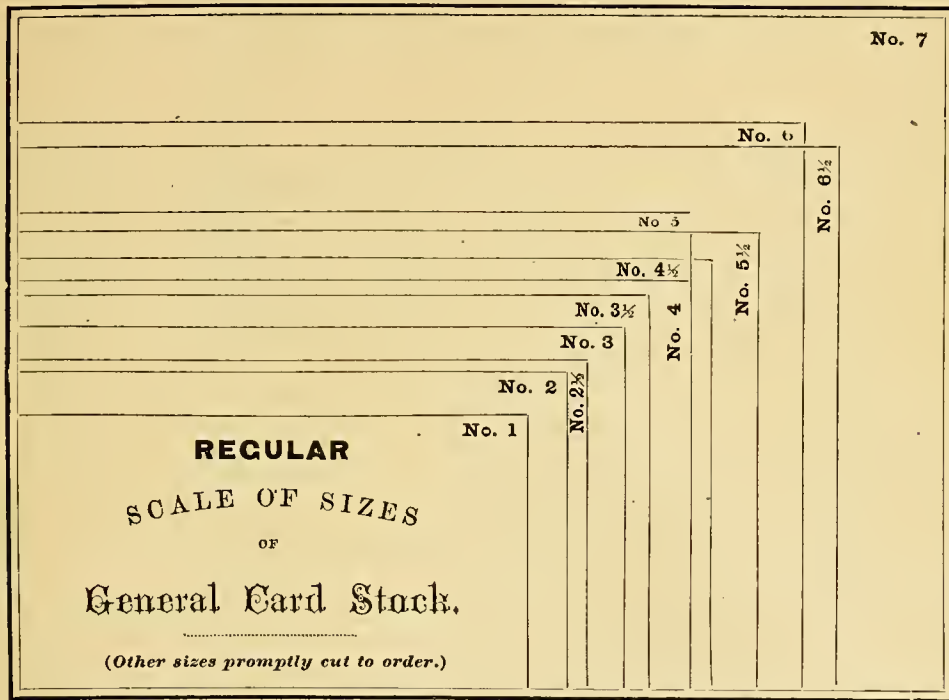 No. 7
No. 6
No. 6½
No 5
No. 5½
No. 4½
No. 4
No. 3½
No. 3
No. 2
No. 2½
No. 1
REGULAR
SCALE OF SIZES
OF
General Card Stock.
(Other sizes promptly cut to order.)